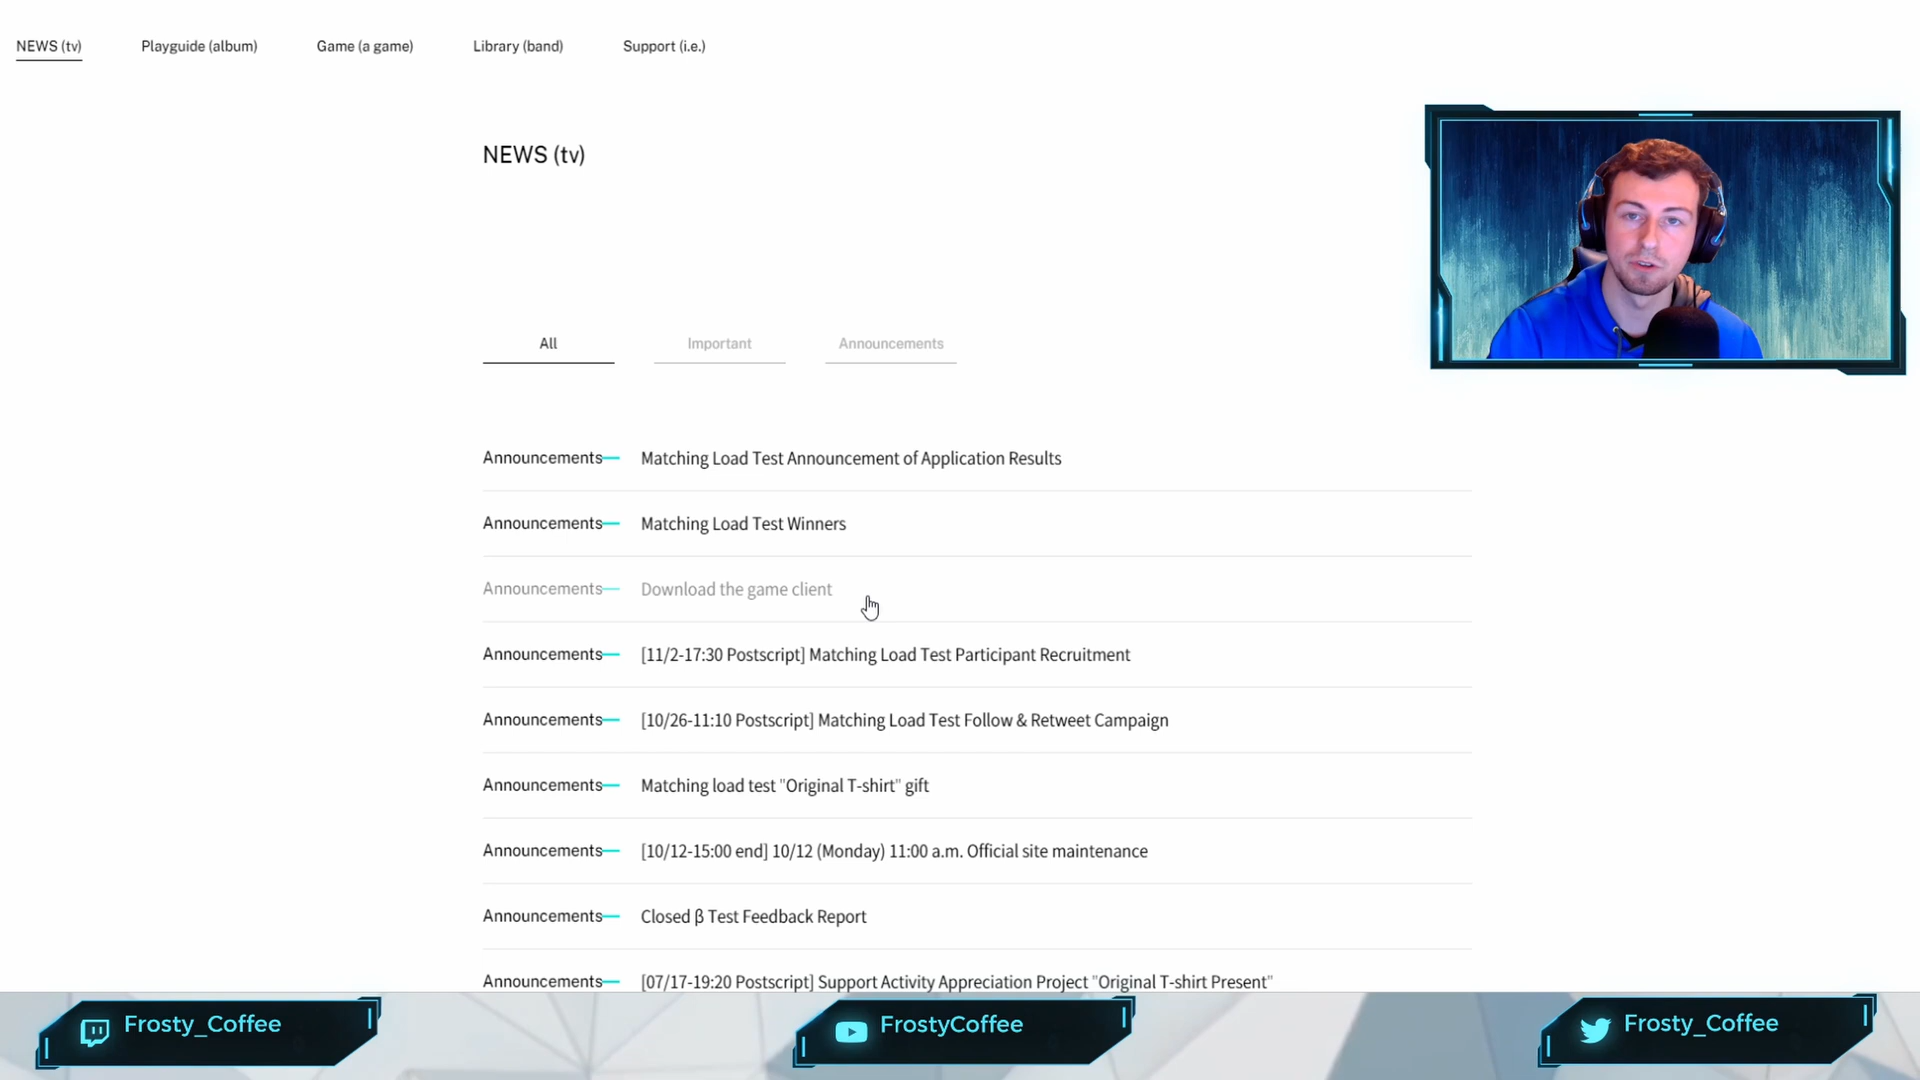 NEWS (tv)
Playguide (album)
Game (a game)
Library (band)
Support (i.e.)
NEWS (tv)
All
Important
Announcements
Announcements
Matching Load Test Announcement of Application Results
Announcements
Matching Load Test Winners
Announcements
Download the game client
Announcements
[11/2-17:30 Postscript] Matching Load Test Participant Recruitment
Announcements
[10/26-11:10 Postscript] Matching Load Test Follow & Retweet Campaign
Announcements
Matching load test "Original T-shirt" gift
Announcements
[10/12-15:00 end] 10/12 (Monday) 11:00 a.m. Official site maintenance
Announcements
Closed β Test Feedback Report
Announcements
[07/17-19:20 Postscript] Support Activity Appreciation Project "Original T-shirt Present"
Frosty_Coffee
FrostyCoffee
Frosty_Coffee